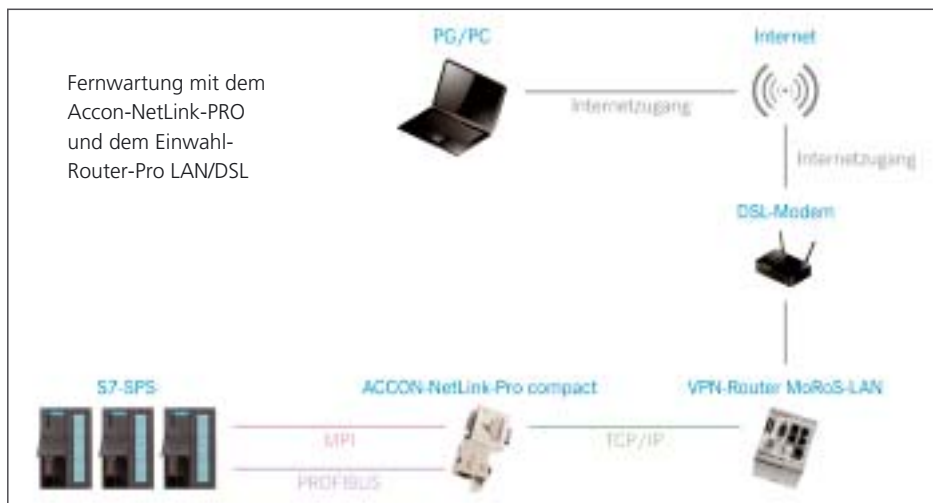 PG/PC
Internet
Fernwartung mit dem
Accon-NetLink-PRO
und dem Einwahl-
Router-Pro LAN/DSL
Internetzugang
Internetzugang
DSL-Modem
S7-SPS
ACCON-NetLink-Pro compact
VPN-Router MoRoS-LAN
MPI
TCP/IP
PROFIBUS